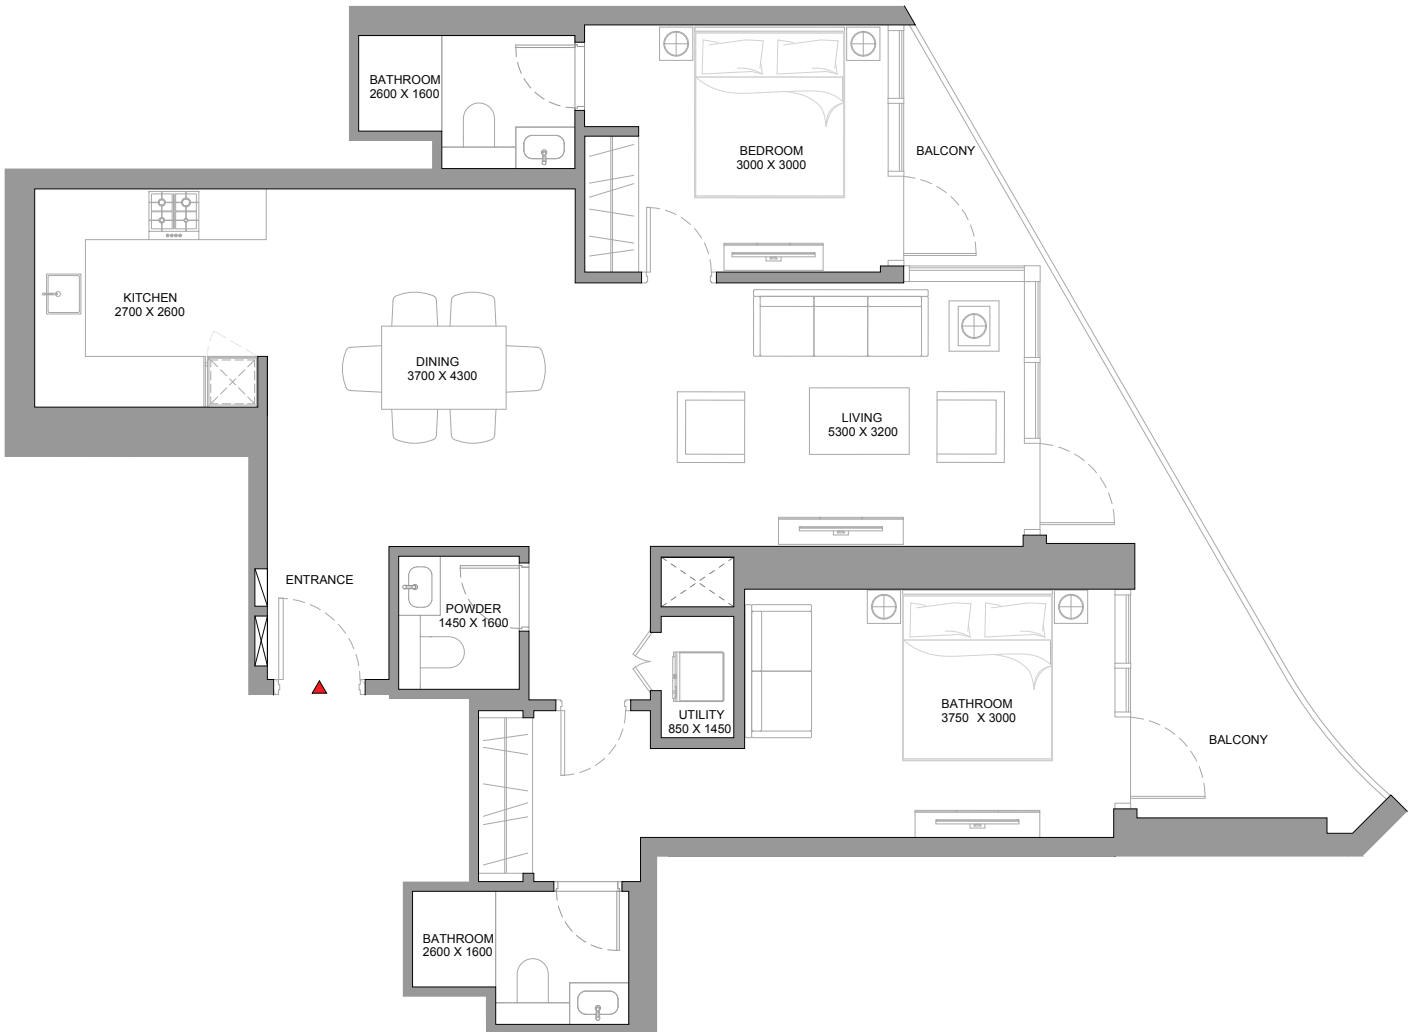 BATHROOM
2600 X 1600
BEDROOM
3000 X 3000
BALCONY
KITCHEN
2700 X 2600
DINING
3700 X 4300
LIVING
5300 X 3200
ENTRANCE
POWDER
1450 X 1600
UTILITY
850 X 1450
BATHROOM
3750 X 3000
BALCONY
BATHROOM
2600 X 1600